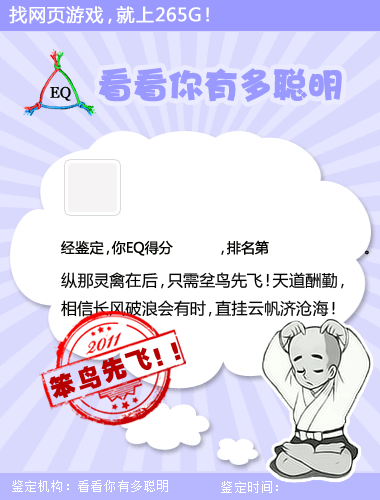 找网页游戏，就上265G！
EQ
看看你有多聪明
经鉴定，你EQ得分，排名第。
纵那灵禽在后，只需坌鸟先飞！天道酬勤，
相信长风破浪会有时，直挂云帆济沧海！
2011
笨鸟先飞！！
鉴定机构：看看你有多聪明 鉴定时间：